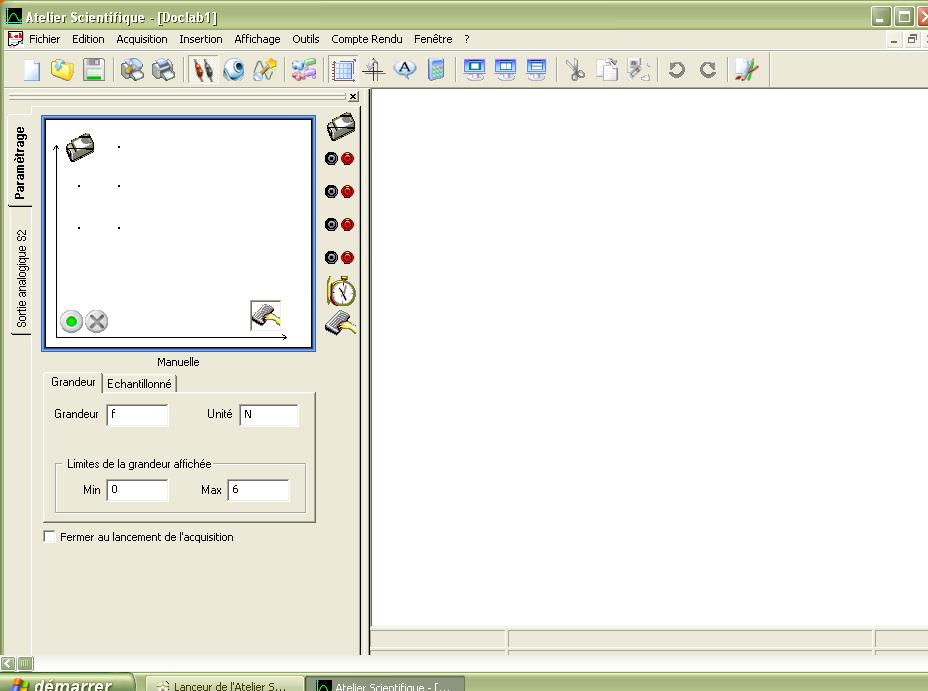 Atelier Scientifique - [Doclab1]
Fichier Edition Acquisition Insertion Affichage Outils Compte Rendu Fenêtre ?
Paramètrage
Sortie analogique S2
Manuelle
Grandeur Echantillonné
Grandeur f Unité N
Limites de la grandeur affichée
Min 0 Max 6
Fermer au lancement de l'acquisition
démarrer Lanceur de l'Atelier S... Atelier Scientifique - [...